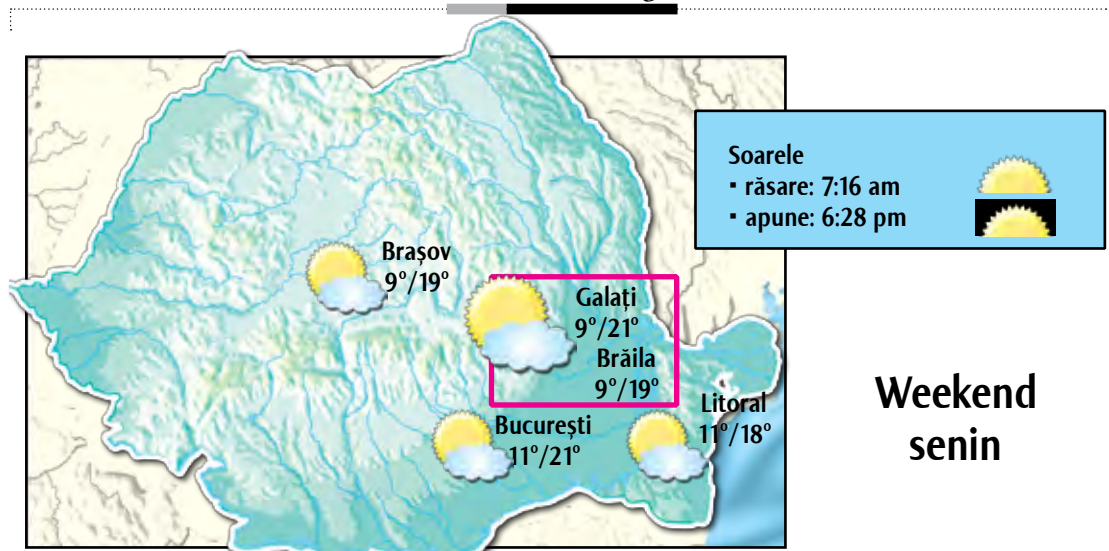 Soarele
▪ răsare: 7:16 am
▪ apune: 6:28 pm
Brașov
9°/19°
Galați
9°/21°
Brăila
9°/19°
Litoral
11°/18°
București
11°/21°
Weekend
senin